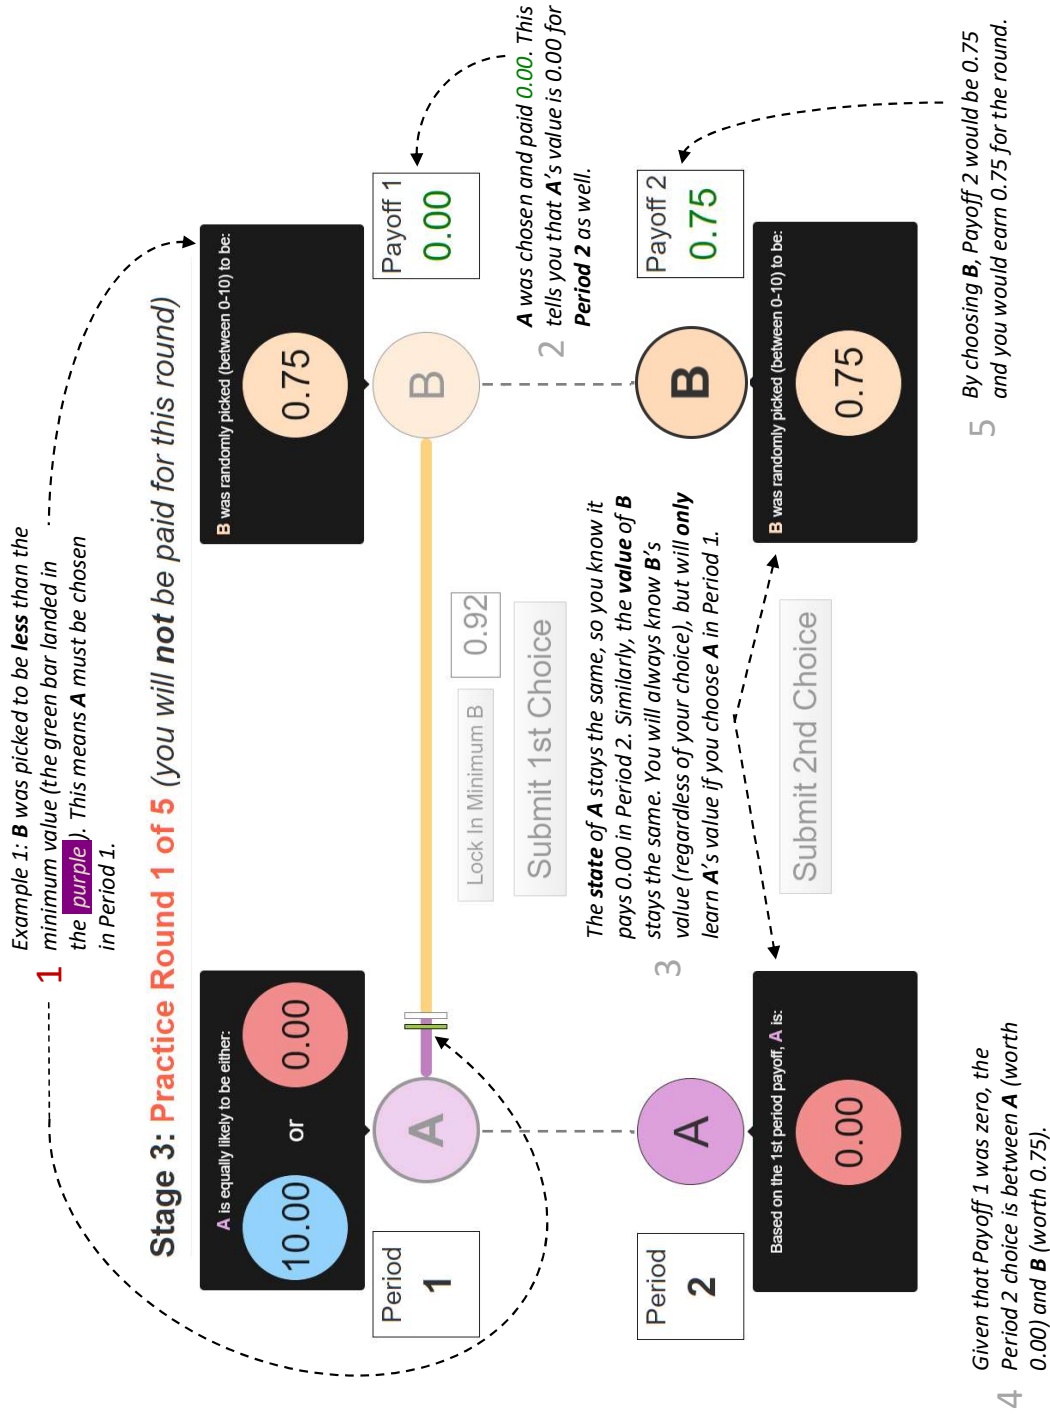 1
Example 1: B was picked to be less than the
minimum value (the green bar landed in
the purple ). This means A must be chosen
in Period 1.
Stage 3: Practice Round 1 of 5 (you will not be paid for this round)
A is equally likely to be either:
10.00 or 0.00
B was randomly picked (between 0-10) to be:
0.75
Period
1
A
B
Payoff 1
0.00
Lock In Minimum B
0.92
Submit 1st Choice
2
A was chosen and paid 0.00. This
tells you that A's value is 0.00 for
Period 2 as well.
3
The state of A stays the same, so you know it
pays 0.00 in Period 2. Similarly, the value of B
stays the same. You will always know B's
value (regardless of your choice), but will only
learn A's value if you choose A in Period 1.
Period
2
A
B
Payoff 2
0.75
Based on the 1st period payoff, A is:
0.00
Submit 2nd Choice
B was randomly picked (between 0-10) to be:
0.75
4
Given that Payoff 1 was zero, the
Period 2 choice is between A (worth
0.00) and B (worth 0.75).
5
By choosing B, Payoff 2 would be 0.75
and you would earn 0.75 for the round.